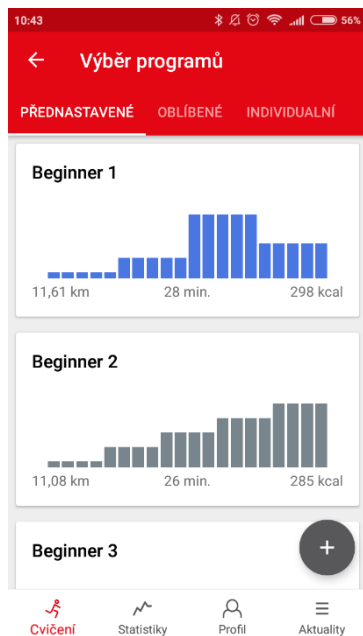 10:43 56%
Výběr programů
PŘEDNASTAVENÉ OBLÍBENÉ INDIVIDUALNÍ
Beginner 1
11,61 km 28 min. 298 kcal
Beginner 2
11,08 km 26 min. 285 kcal
Beginner 3
Cvičení Statistiky Profil Aktuality